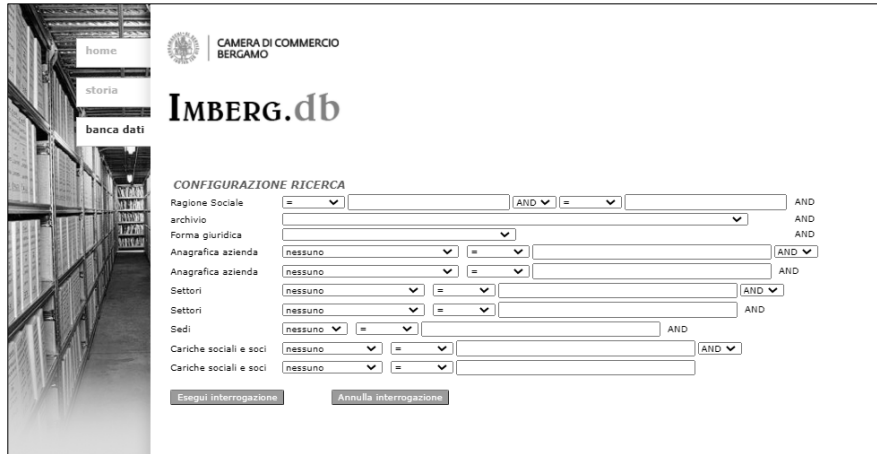 home
storia
banca dati
CAMERA DI COMMERCIO
BERGAMO
IMBERG.db
CONFIGURAZIONE RICERCA
Ragione Sociale = AND = AND
archivio AND
Forma giuridica AND
Anagrafica azienda nessuno = AND
Anagrafica azienda nessuno = AND
Settori nessuno = AND
Settori nessuno = AND
Sedi nessuno = AND
Cariche sociali e soci nessuno = AND
Cariche sociali e soci nessuno =
Esegui interrogazione Annulla interrogazione